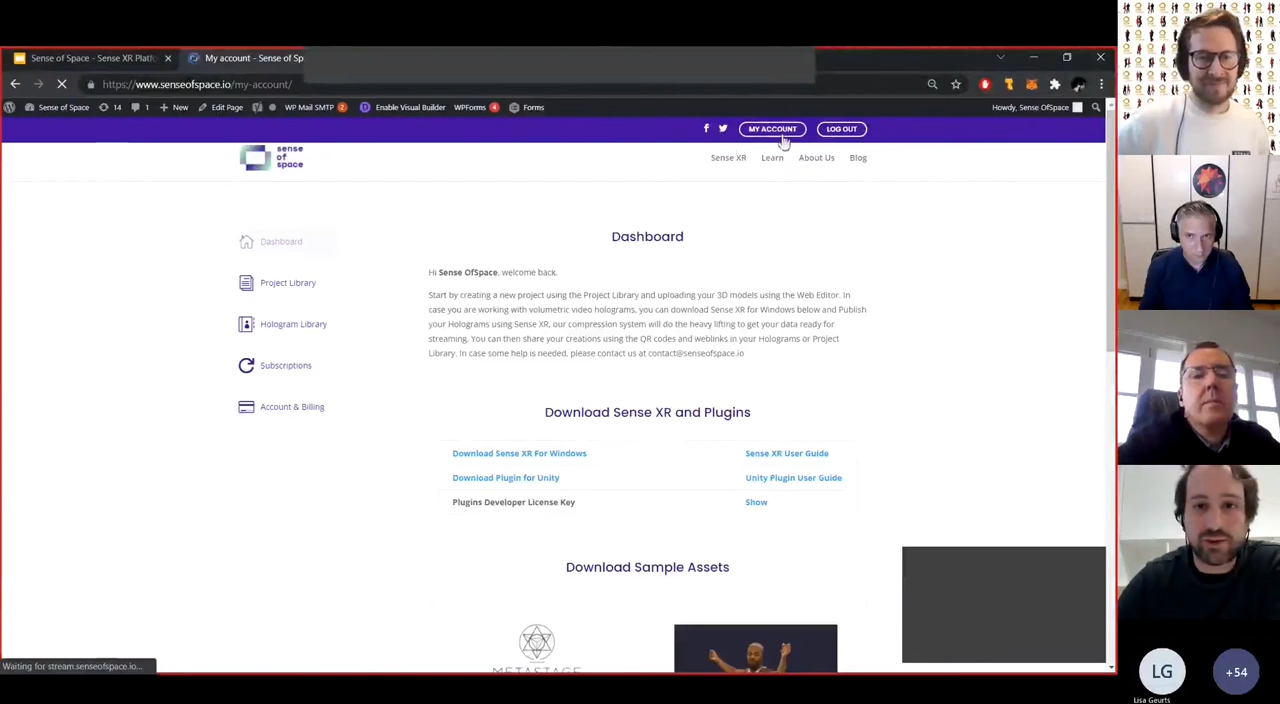 Sense of Space - Sense XR Platf
My account - Sense of Sp
https://www.senseofspace.io/my-account/
Sense of Space
14
1
New
Edit Page
WP Mail SMTP 2
Enable Visual Builder
WPForms 4
Forms
Howdy, Sense OfSpace
MY ACCOUNT
LOG OUT
sense
of
space
Sense XR
Learn
About Us
Blog
Dashboard
Project Library
Hologram Library
Subscriptions
Account & Billing
Dashboard
Hi Sense OfSpace, welcome back.
Start by creating a new project using the Project Library and uploading your 3D models using the Web Editor. In
case you are working with volumetric video holograms, you can download Sense XR for Windows below and Publish
your Holograms using Sense XR, our compression system will do the heavy lifting to get your data ready for
streaming. You can then share your creations using the QR codes and weblinks in your Holograms or Project
Library. In case some help is needed, please contact us at contact@senseofspace.io
Download Sense XR and Plugins
Download Sense XR For Windows
Sense XR User Guide
Download Plugin for Unity
Unity Plugin User Guide
Plugins Developer License Key
Show
Download Sample Assets
METASTAGE
Waiting for stream.senseofspace.io...
LG
+54
Lisa Geurts